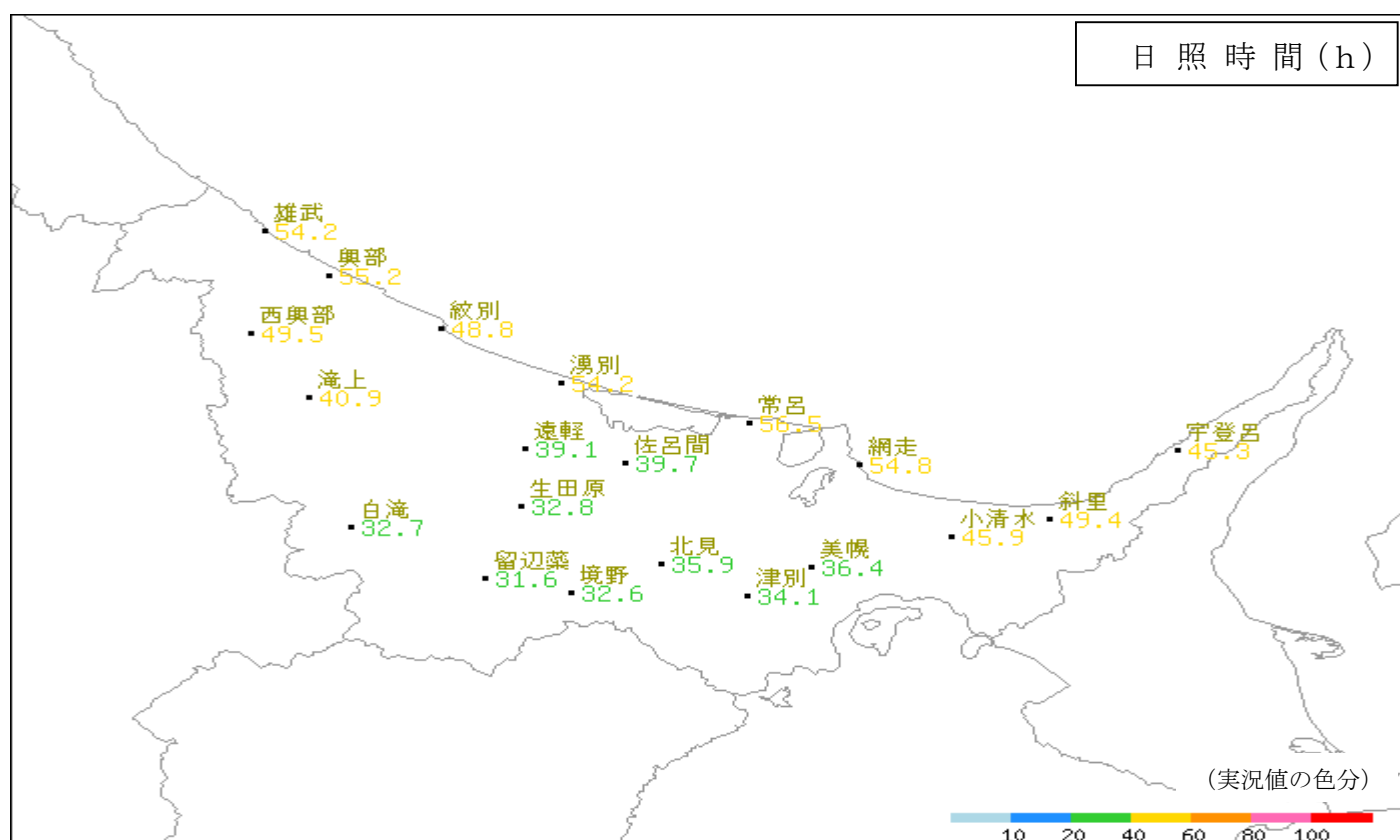 日照時間(h)
雄武
54.2
興部
55.2
西興部
49.5
紋別
48.8
滝上
40.9
湧別
54.2
常呂
56.5
遠軽
39.1
佐呂間
39.7
網走
54.8
宇登呂
45.3
生田原
32.8
白滝
32.7
斜里
49.4
小清水
45.9
留辺蘂
31.6
境野
32.6
北見
35.9
津別
34.1
美幌
36.4
(実況値の色分)
10 20 40 60 80 100